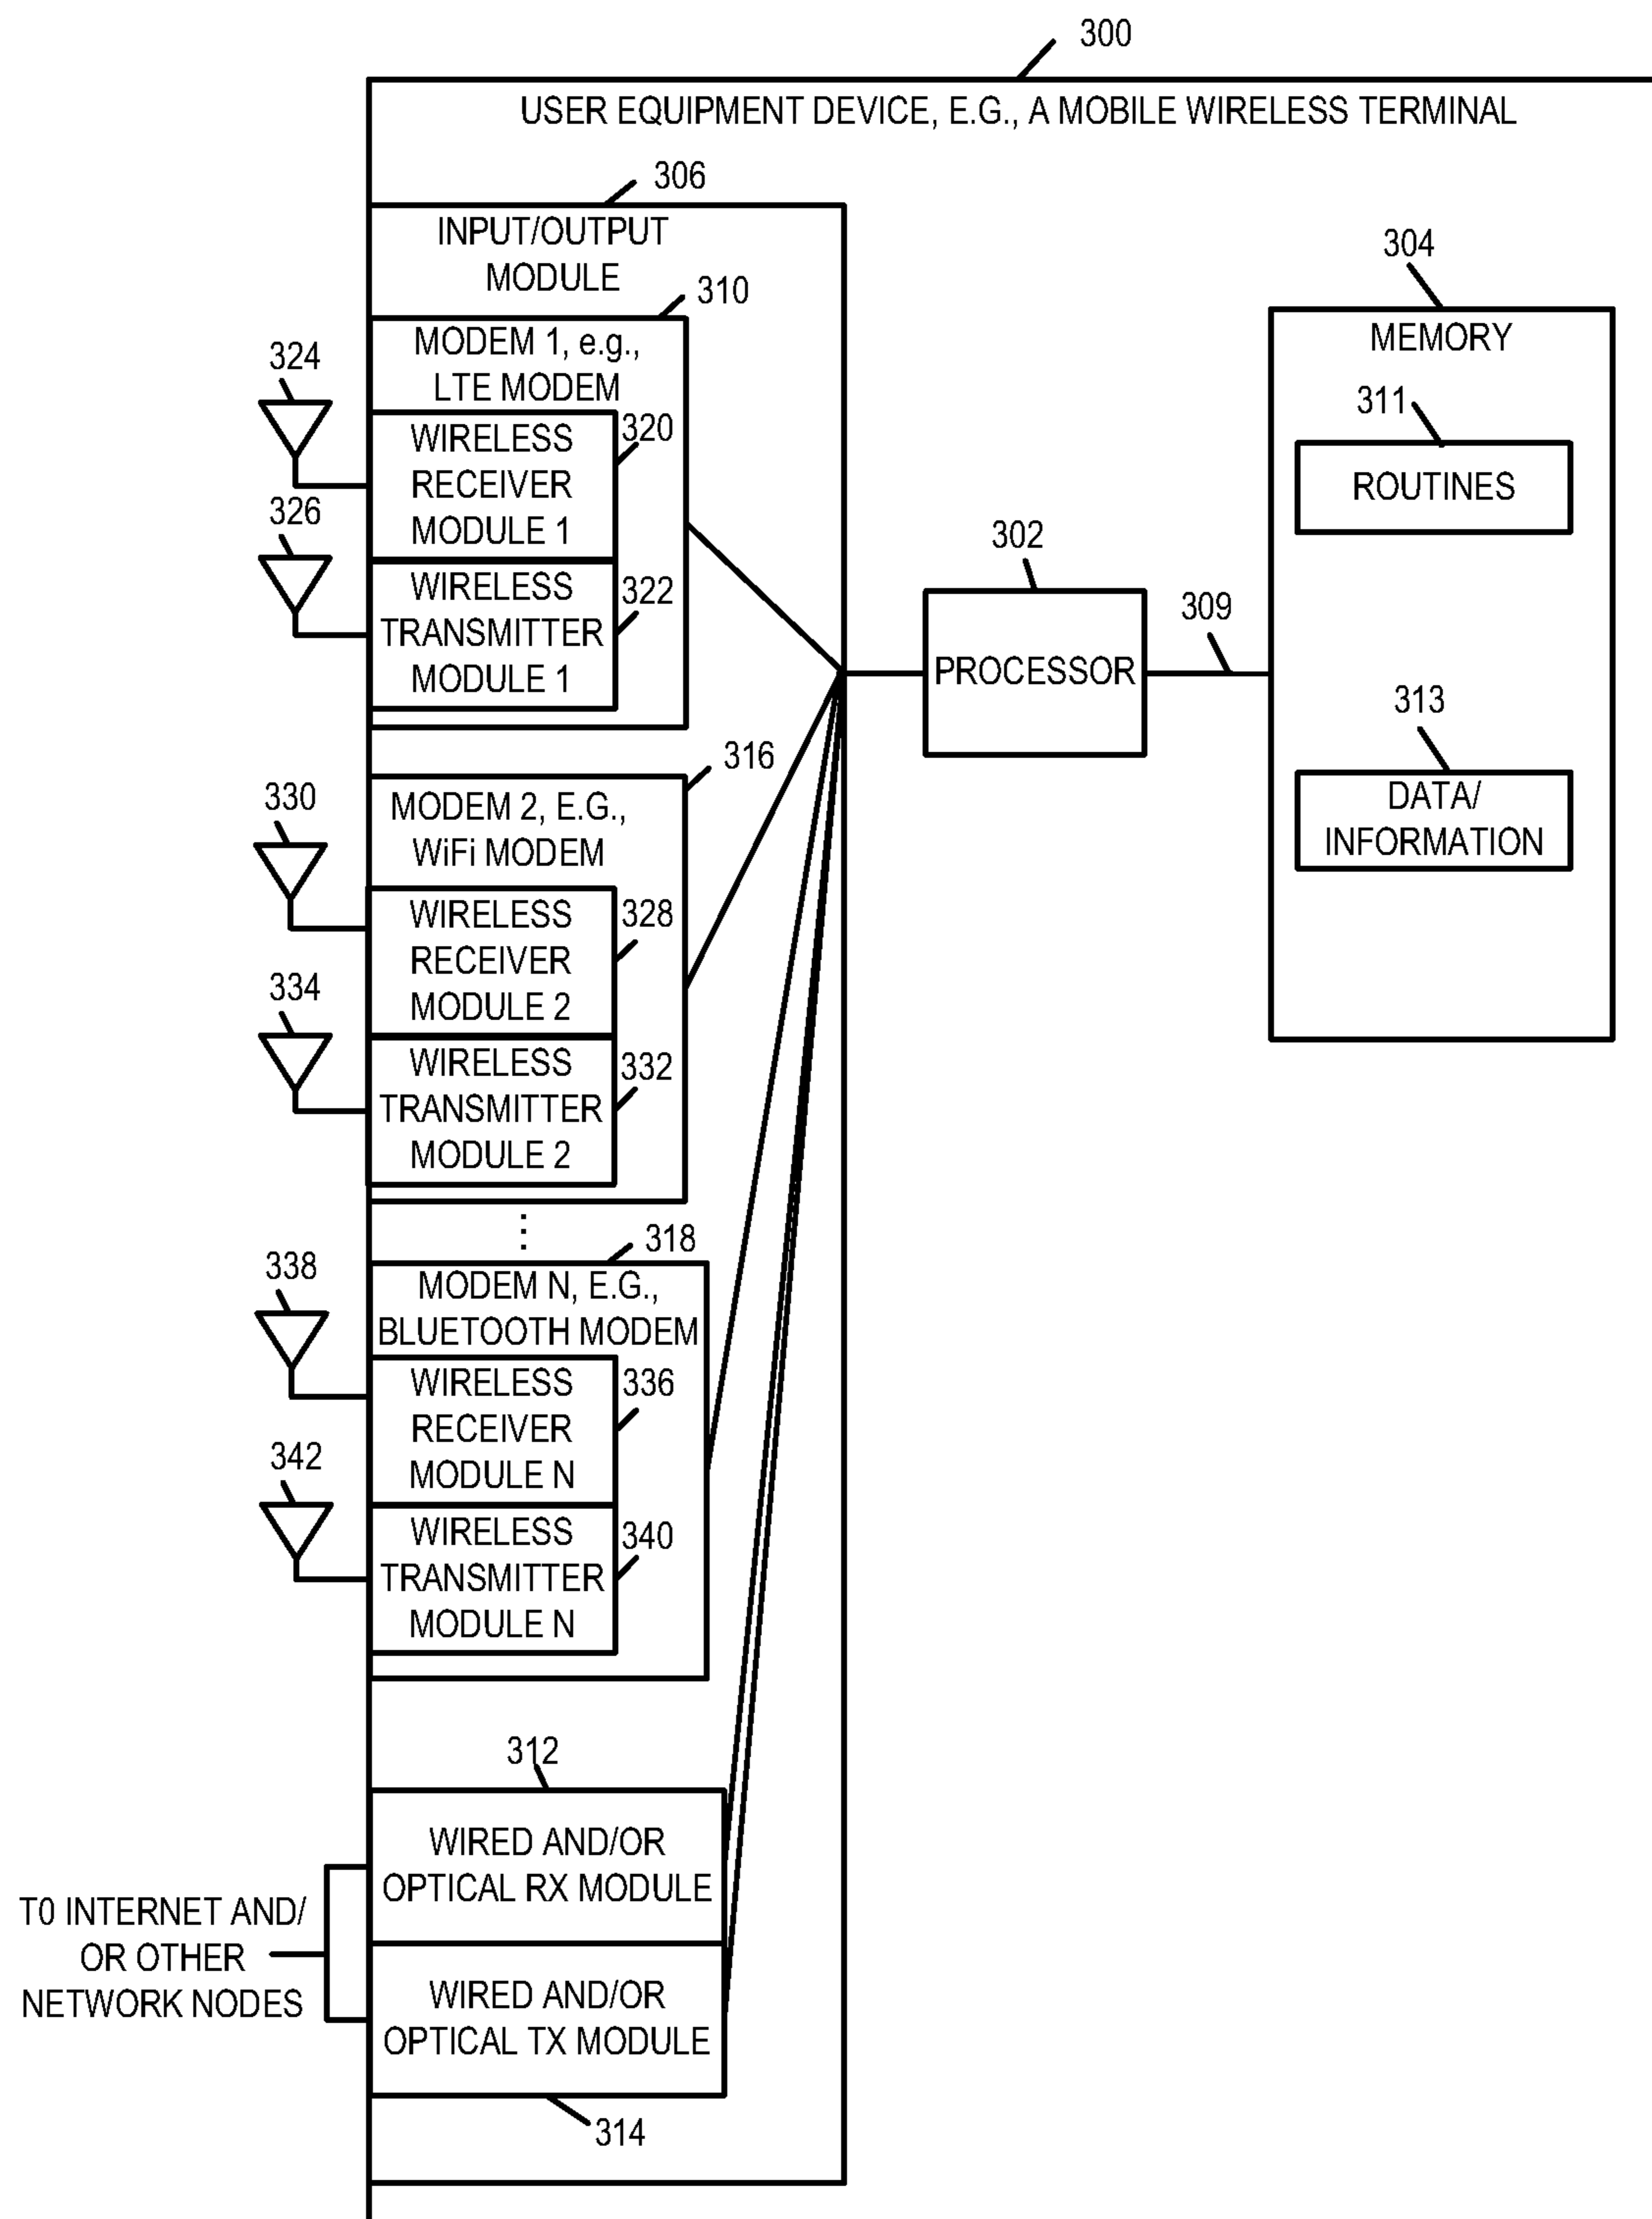 300
USER EQUIPMENT DEVICE, E.G., A MOBILE WIRELESS TERMINAL
306
INPUT/OUTPUT
MODULE
310
MODEM 1, e.g.,
LTE MODEM
324
320
WIRELESS
RECEIVER
MODULE 1
326
322
WIRELESS
TRANSMITTER
MODULE 1
316
MODEM 2, E.G.,
WiFi MODEM
330
328
WIRELESS
RECEIVER
MODULE 2
334
332
WIRELESS
TRANSMITTER
MODULE 2
⋮
318
MODEM N, E.G.,
BLUETOOTH MODEM
338
336
WIRELESS
RECEIVER
MODULE N
342
340
WIRELESS
TRANSMITTER
MODULE N
312
WIRED AND/OR
OPTICAL RX MODULE
T0 INTERNET AND/
OR OTHER
NETWORK NODES
WIRED AND/OR
OPTICAL TX MODULE
314
302
PROCESSOR
309
304
MEMORY
311
ROUTINES
313
DATA/
INFORMATION